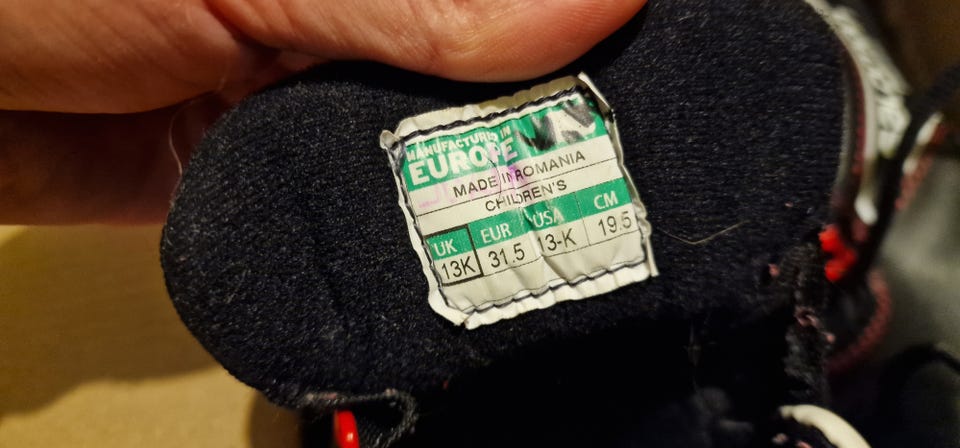 MANUFACTURED IN
EUROPE
MADE IN ROMANIA
CHILDREN'S
UK EUR USA CM
13K 31.5 13-K 19.5